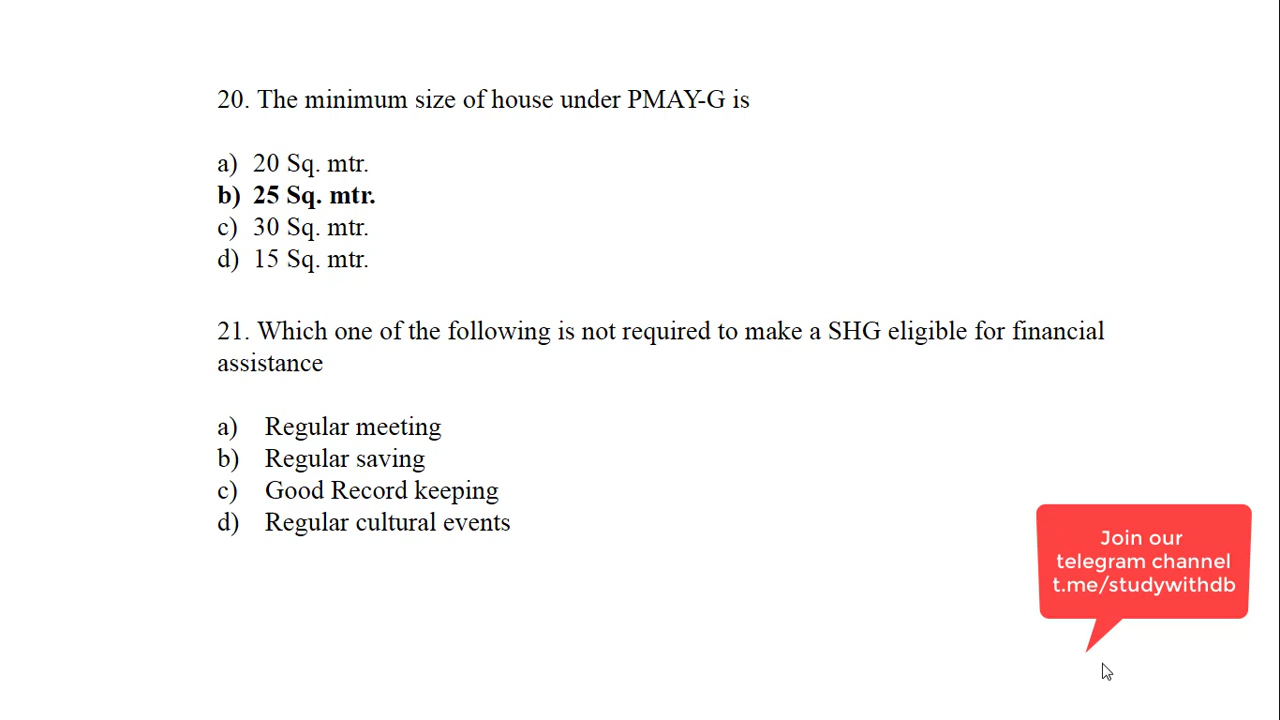 20. The minimum size of house under PMAY-G is
a) 20 Sq. mtr.
b) 25 Sq. mtr.
c) 30 Sq. mtr.
d) 15 Sq. mtr.
21. Which one of the following is not required to make a SHG eligible for financial
assistance
a) Regular meeting
b) Regular saving
c) Good Record keeping
d) Regular cultural events
Join our
telegram channel
t.me/studywithdb